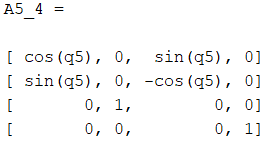 A5_4 =
[ cos(q5), 0,  sin(q5), 0]
[ sin(q5), 0, -cos(q5), 0]
[       0, 1,        0, 0]
[       0, 0,        0, 1]